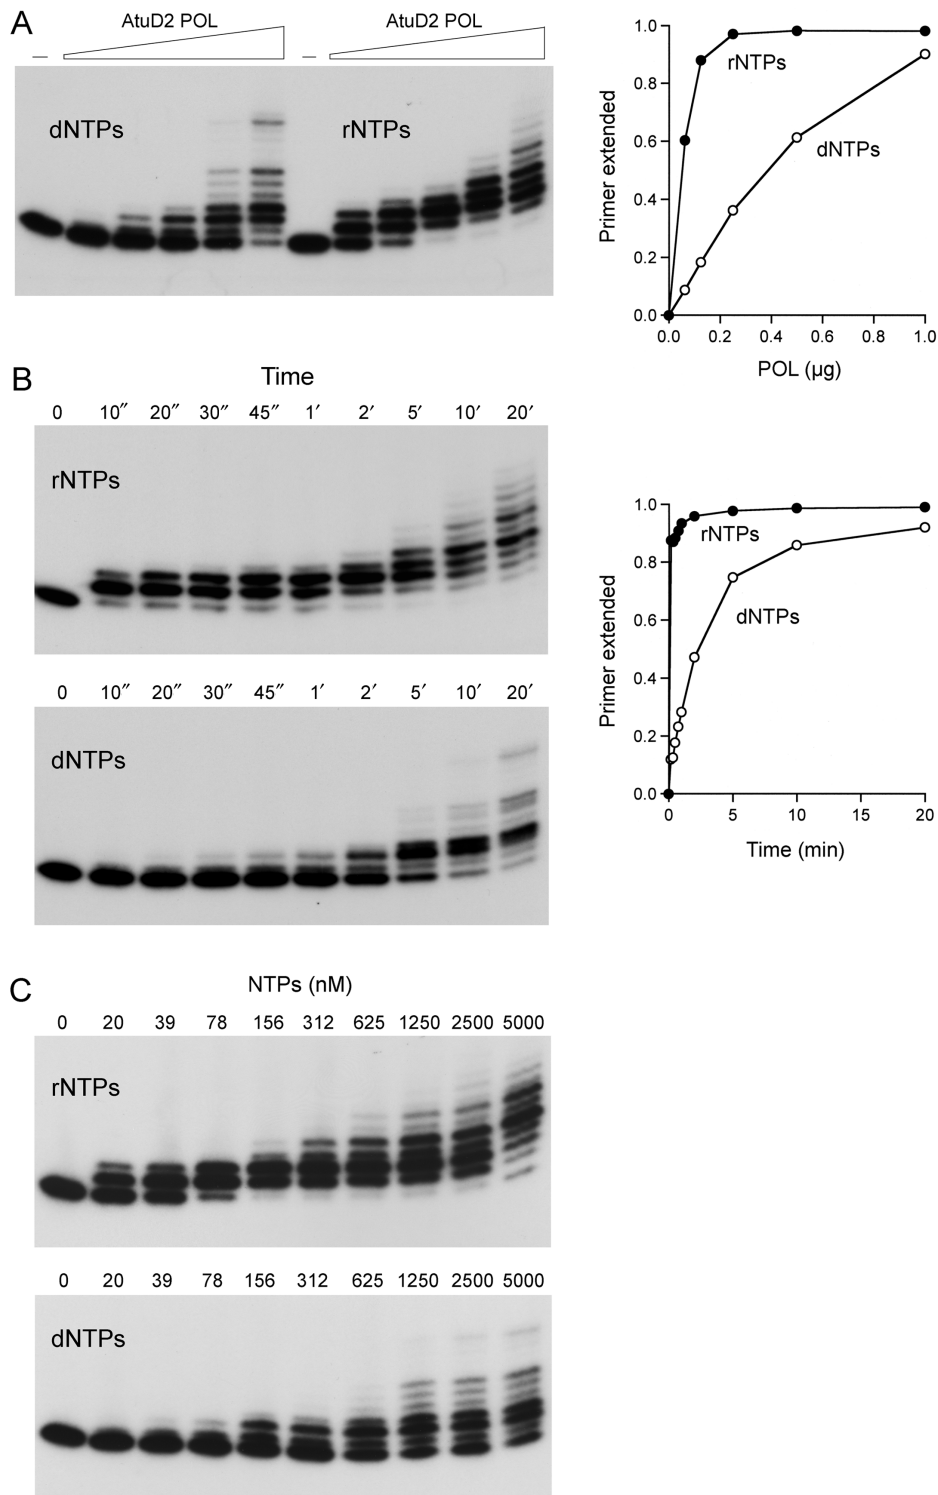 A
AtuD2 POL
AtuD2 POL
— —
dNTPs
rNTPs
Primer extended
1.0
0.8
0.6
0.4
0.2
0.0
rNTPs
dNTPs
0.0 0.2 0.4 0.6 0.8 1.0
POL (µg)
B
Time
0 10″ 20″ 30″ 45″ 1′ 2′ 5′ 10′ 20′
rNTPs
0 10″ 20″ 30″ 45″ 1′ 2′ 5′ 10′ 20′
dNTPs
Primer extended
1.0
0.8
0.6
0.4
0.2
0.0
rNTPs
dNTPs
0 5 10 15 20
Time (min)
C
NTPs (nM)
0 20 39 78 156 312 625 1250 2500 5000
rNTPs
0 20 39 78 156 312 625 1250 2500 5000
dNTPs